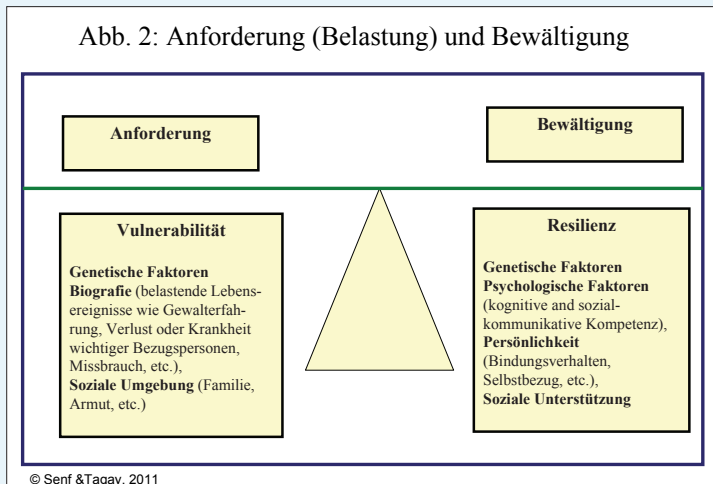 Abb. 2: Anforderung (Belastung) und Bewältigung
Anforderung
Bewältigung
Vulnerabilität
Genetische Faktoren
Biografie (belastende Lebens-
ereignisse wie Gewalterfah-
rung, Verlust oder Krankheit
wichtiger Bezugspersonen,
Missbrauch, etc.),
Soziale Umgebung (Familie,
Armut, etc.)
Resilienz
Genetische Faktoren
Psychologische Faktoren
(kognitive and sozial-
kommunikative Kompetenz),
Persönlichkeit
(Bindungsverhalten,
Selbstbezug, etc.),
Soziale Unterstützung
© Senf &Tagay, 2011